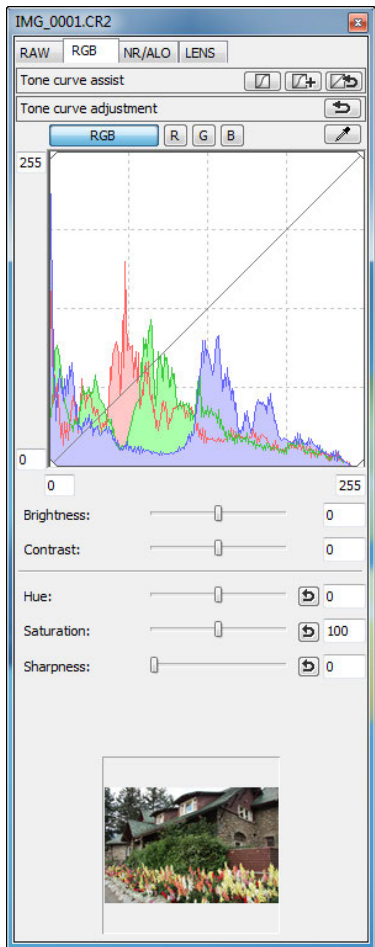 IMG_0001.CR2
RAW RGB NR/ALO LENS
Tone curve assist
Tone curve adjustment
RGB R G B
255
0
0 255
Brightness: 0
Contrast: 0
Hue: 0
Saturation: 100
Sharpness: 0